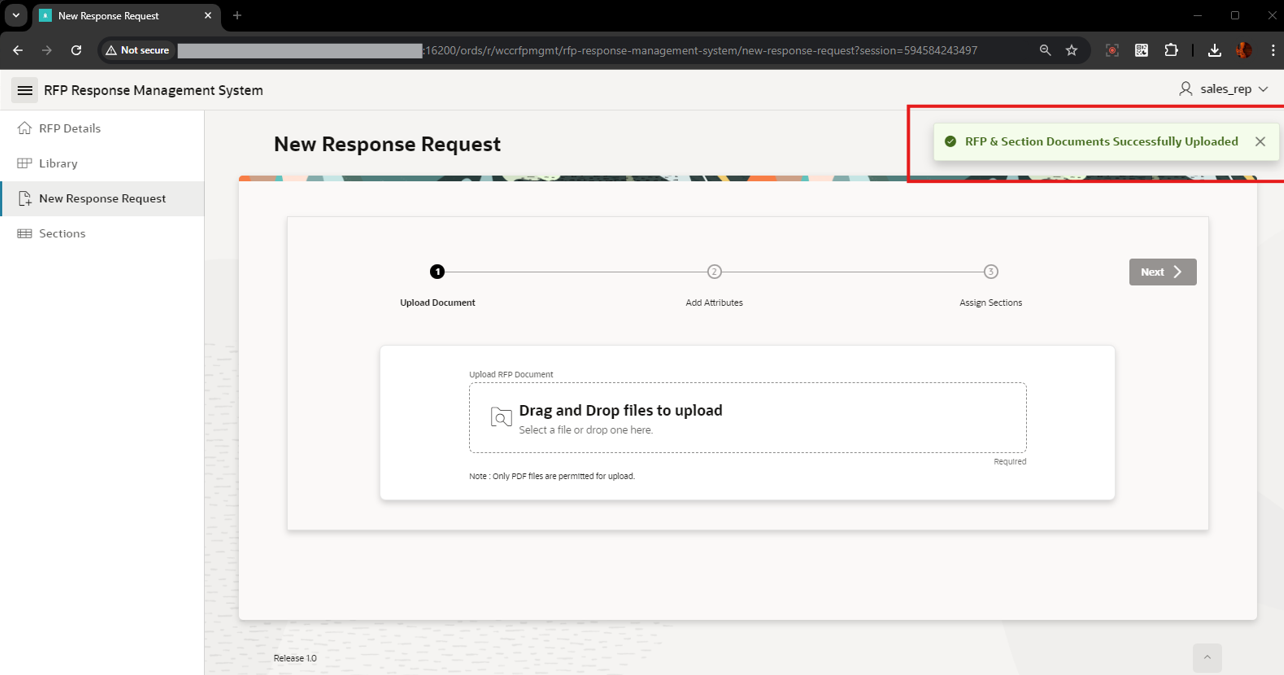 New Response Request
Not secure
:16200/ords/r/wccrfpmgmt/rfp-response-management-system/new-response-request?session=594584243497
RFP Response Management System
sales_rep
RFP Details
Library
New Response Request
Sections
New Response Request
RFP & Section Documents Successfully Uploaded
1
2
3
Next
Upload Document
Add Attributes
Assign Sections
Upload RFP Document
Drag and Drop files to upload
Select a file or drop one here.
Required
Note : Only PDF files are permitted for upload.
Release 1.0